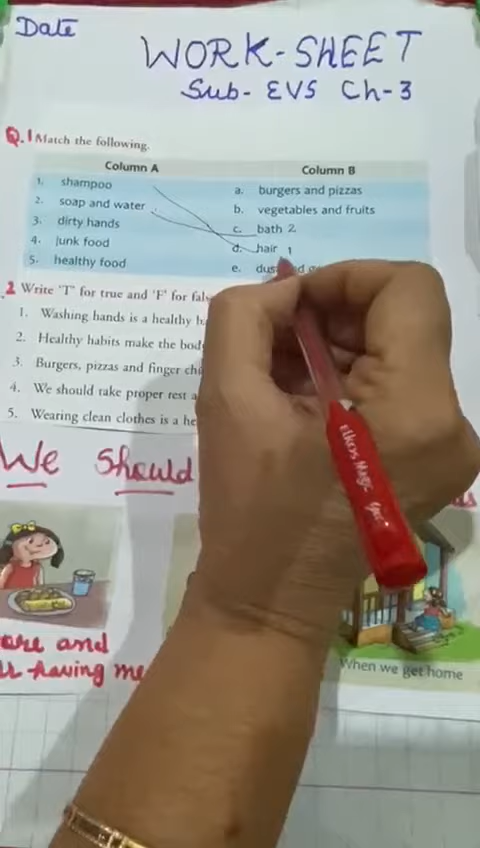 Date
WORK-SHEET
Sub- EVS Ch-3
Q.1 Match the following.
Column A Column B
1. shampoo a. burgers and pizzas
2. soap and water b. vegetables and fruits
3. dirty hands c. bath 2
4. junk food d. hair 1
5. healthy food e.
2 Write 'T' for true and 'F' for
1. Washing hands is a healthy
2. Healthy habits make the
3. Burgers, pizzas and finger
4. We should take proper rest
5. Wearing clean clothes is a
We Should
When we get home
and
having
Elkos Magic